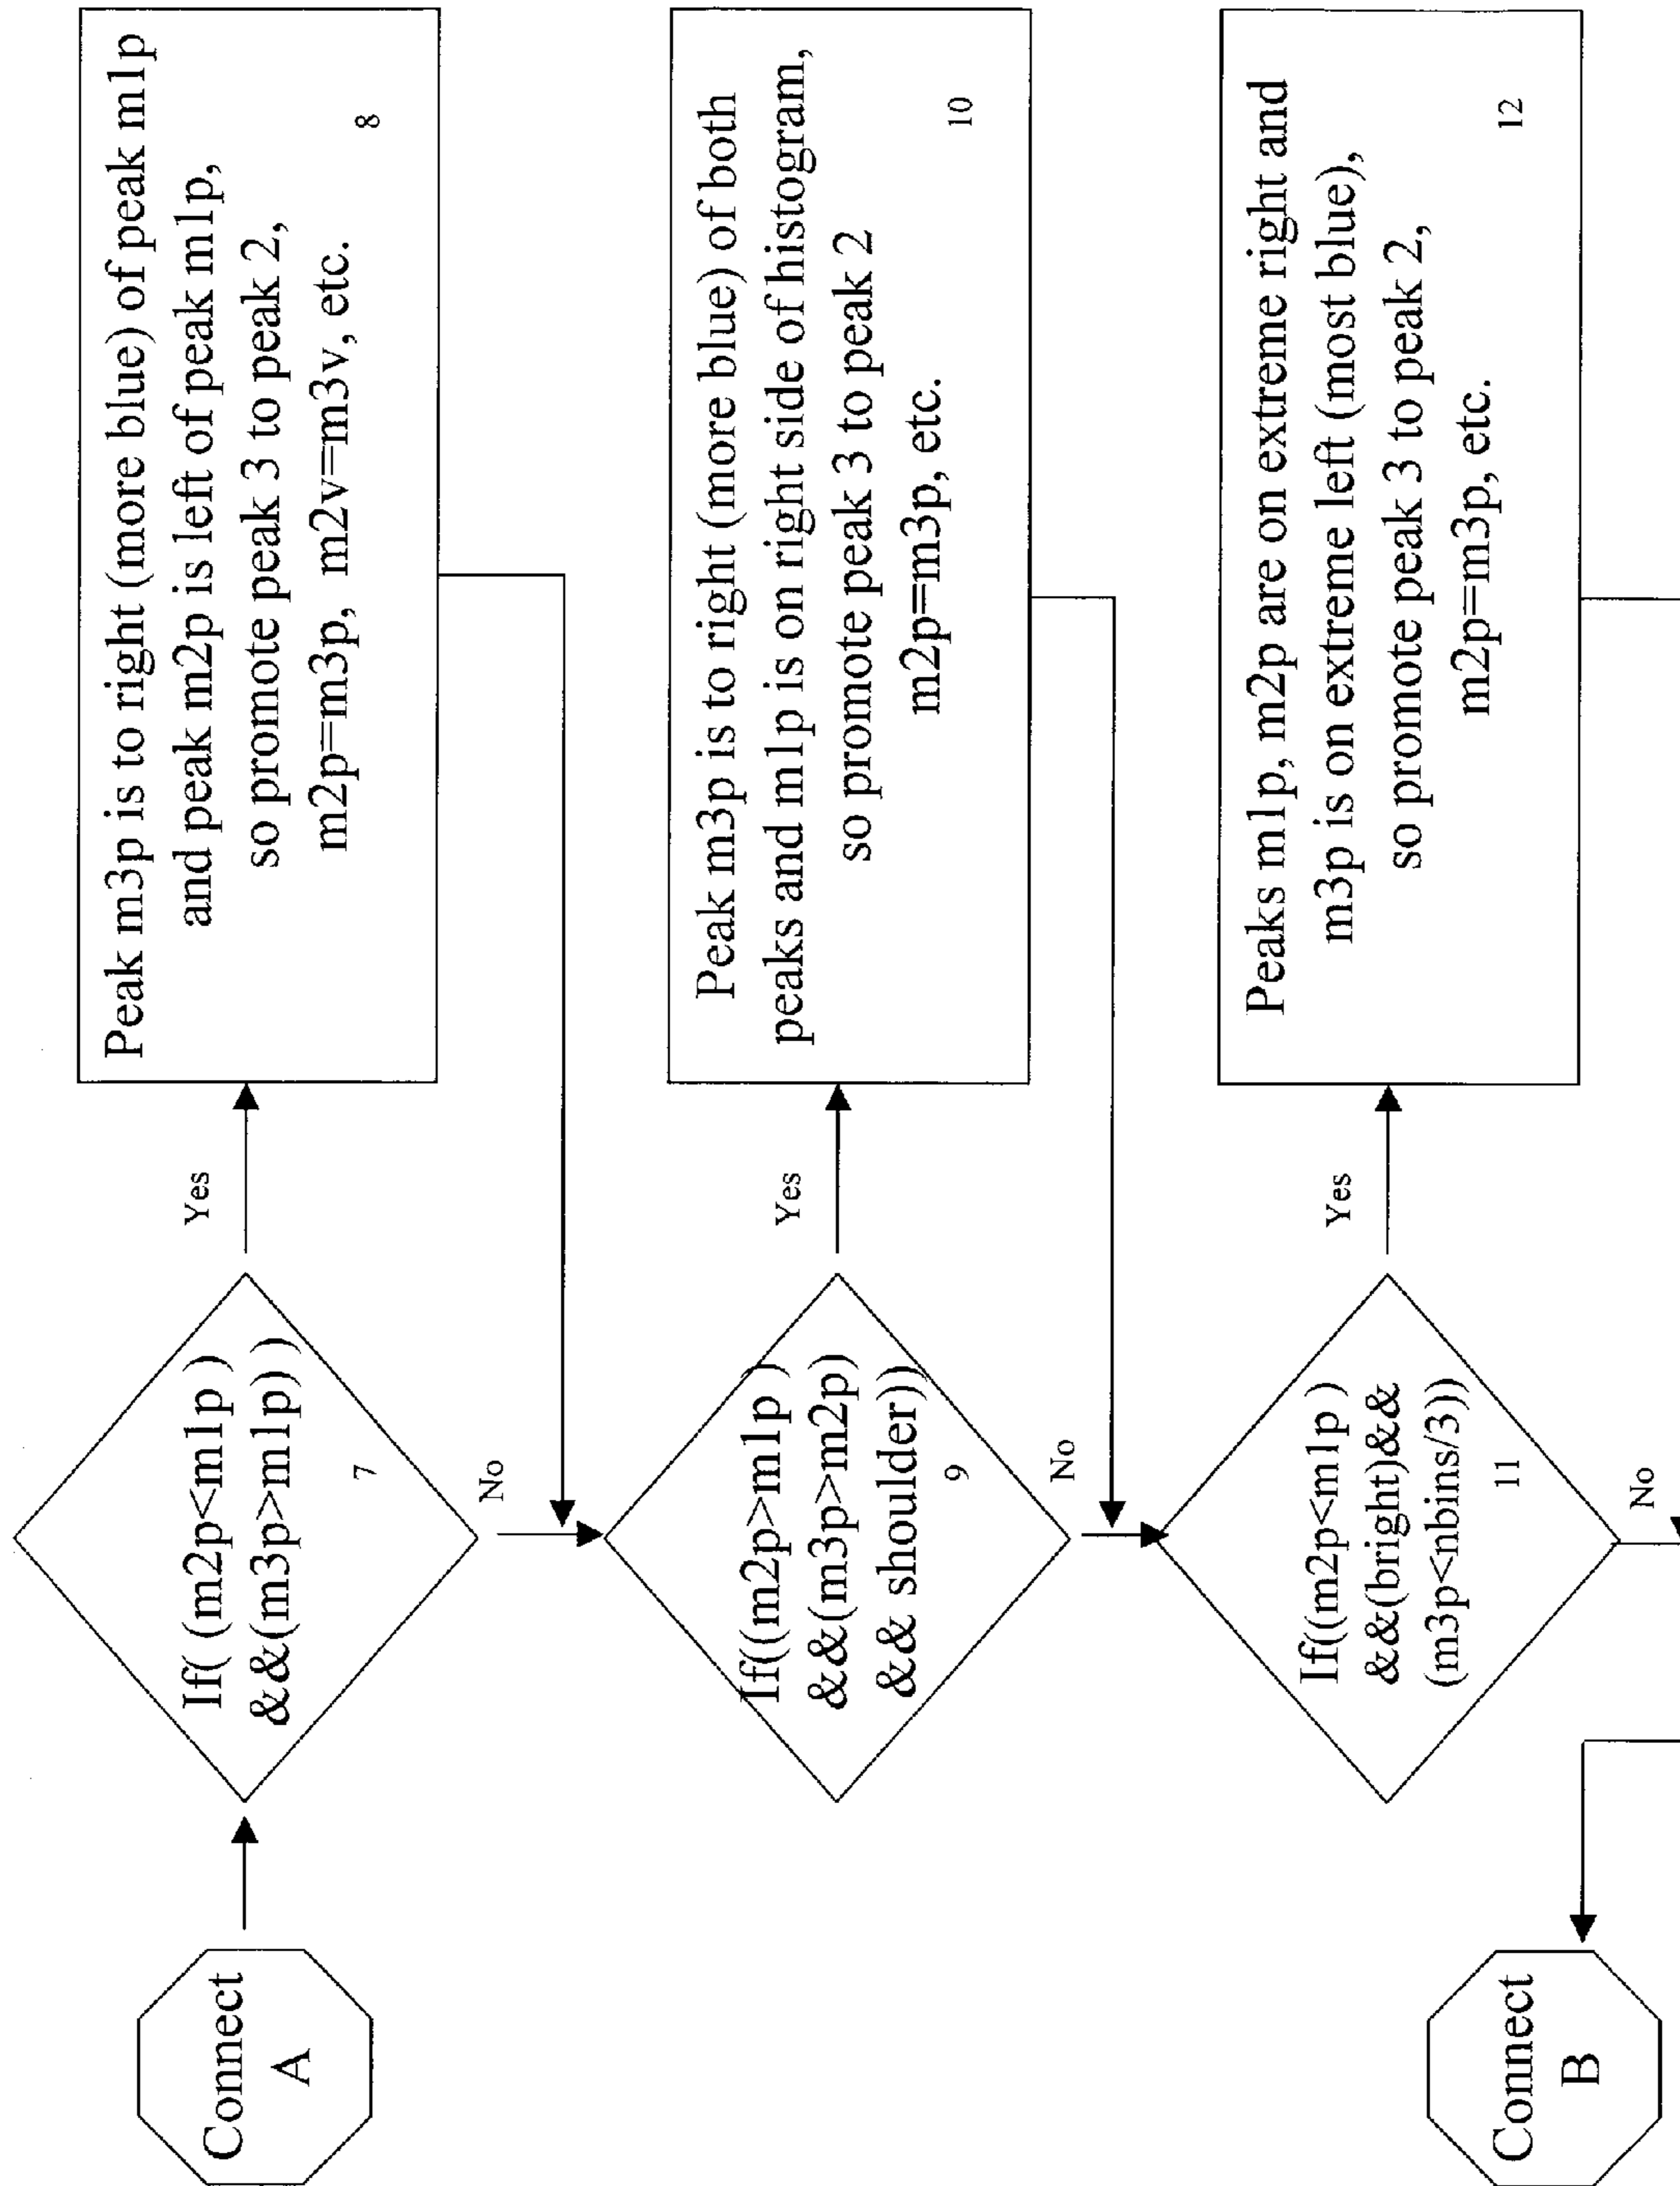 Connect
A
If( (m2p<m1p )
&&(m3p>m1p) )
7
Yes
Peak m3p is to right (more blue) of peak m1p
and peak m2p is left of peak m1p,
so promote peak 3 to peak 2,
m2p=m3p, m2v=m3v, etc.
8
No
If((m2p>m1p )
&&(m3p>m2p)
&& shoulder))
9
Yes
Peak m3p is to right (more blue) of both
peaks and m1p is on right side of histogram,
so promote peak 3 to peak 2
m2p=m3p, etc.
10
No
If((m2p<m1p )
&&(bright)&&
(m3p<nbins/3))
11
Yes
Peaks m1p, m2p are on extreme right and
m3p is on extreme left (most blue),
so promote peak 3 to peak 2,
m2p=m3p, etc.
12
No
Connect
B